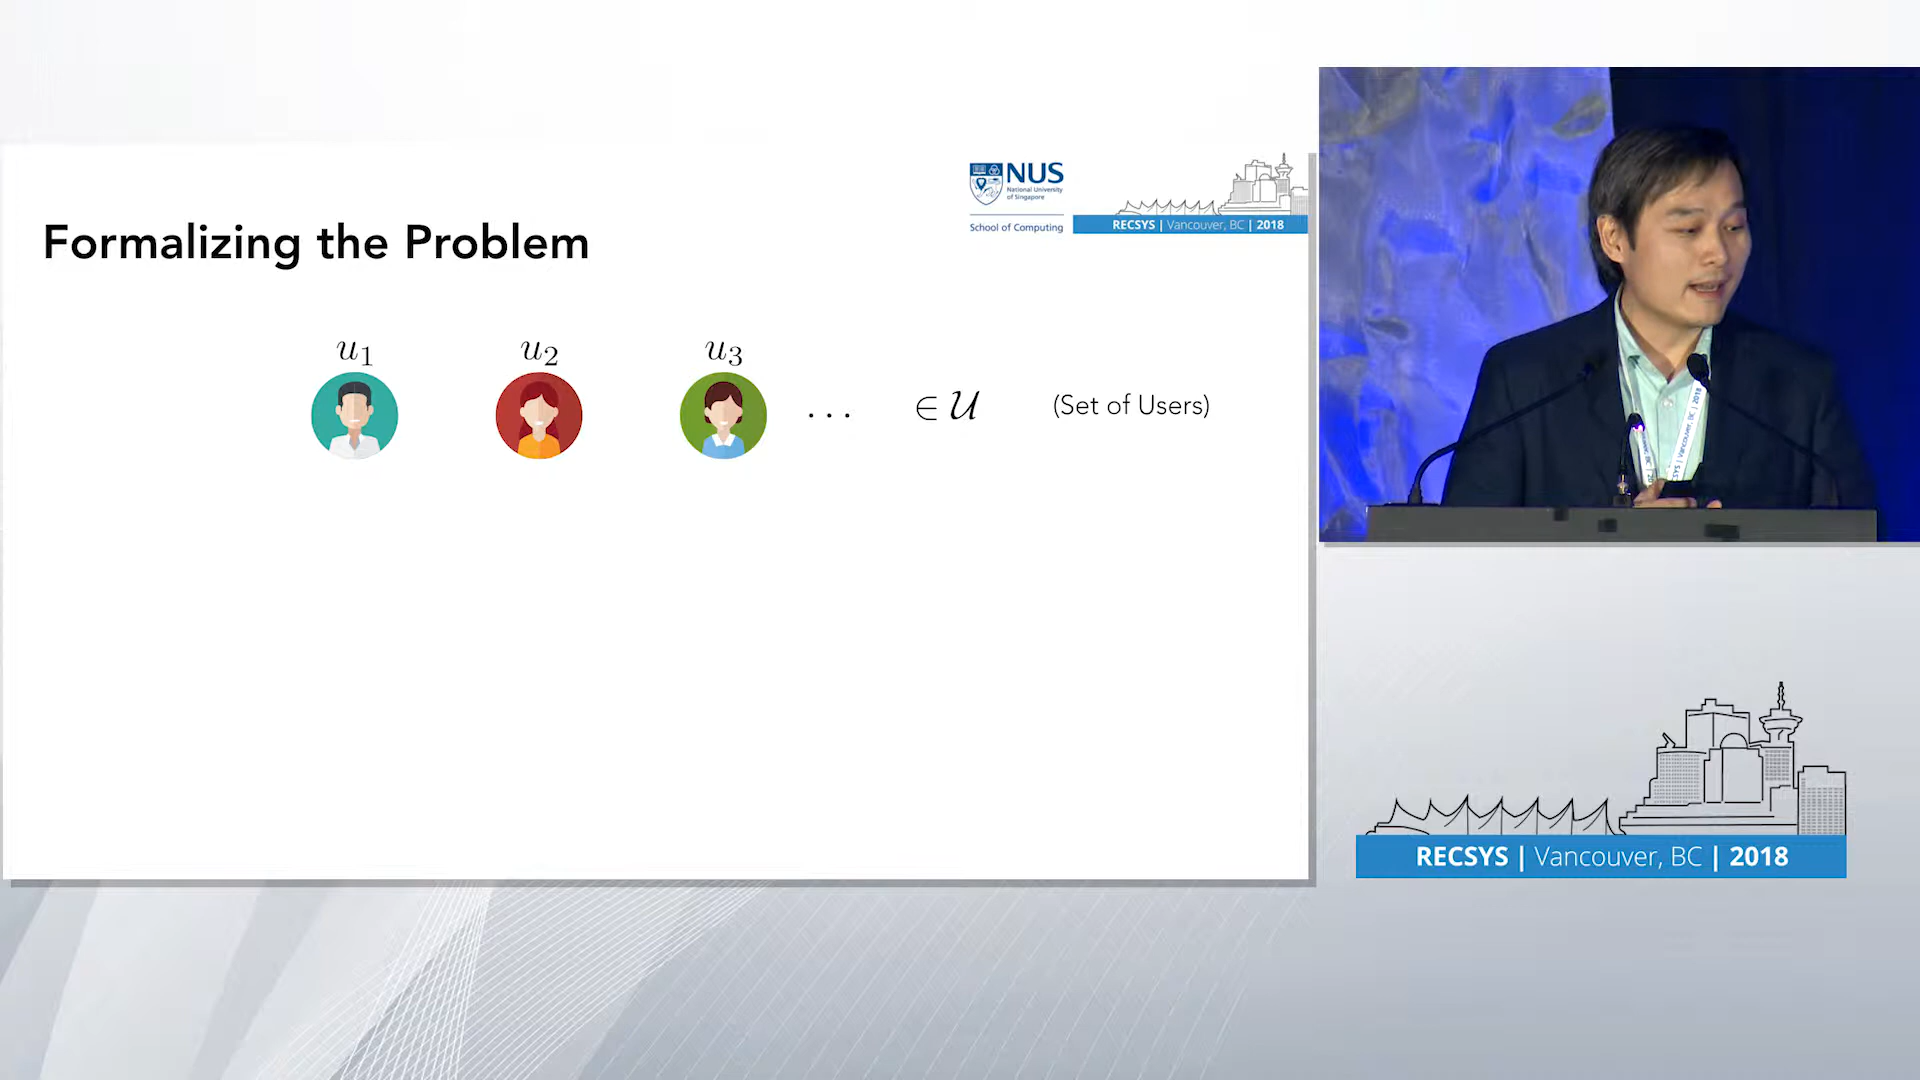 NUS
National University
of Singapore
School of Computing
RECSYS | Vancouver, BC | 2018
Formalizing the Problem
u₁ u₂ u₃
... ∈ 𝒰 (Set of Users)
RECSYS | Vancouver, BC | 2018